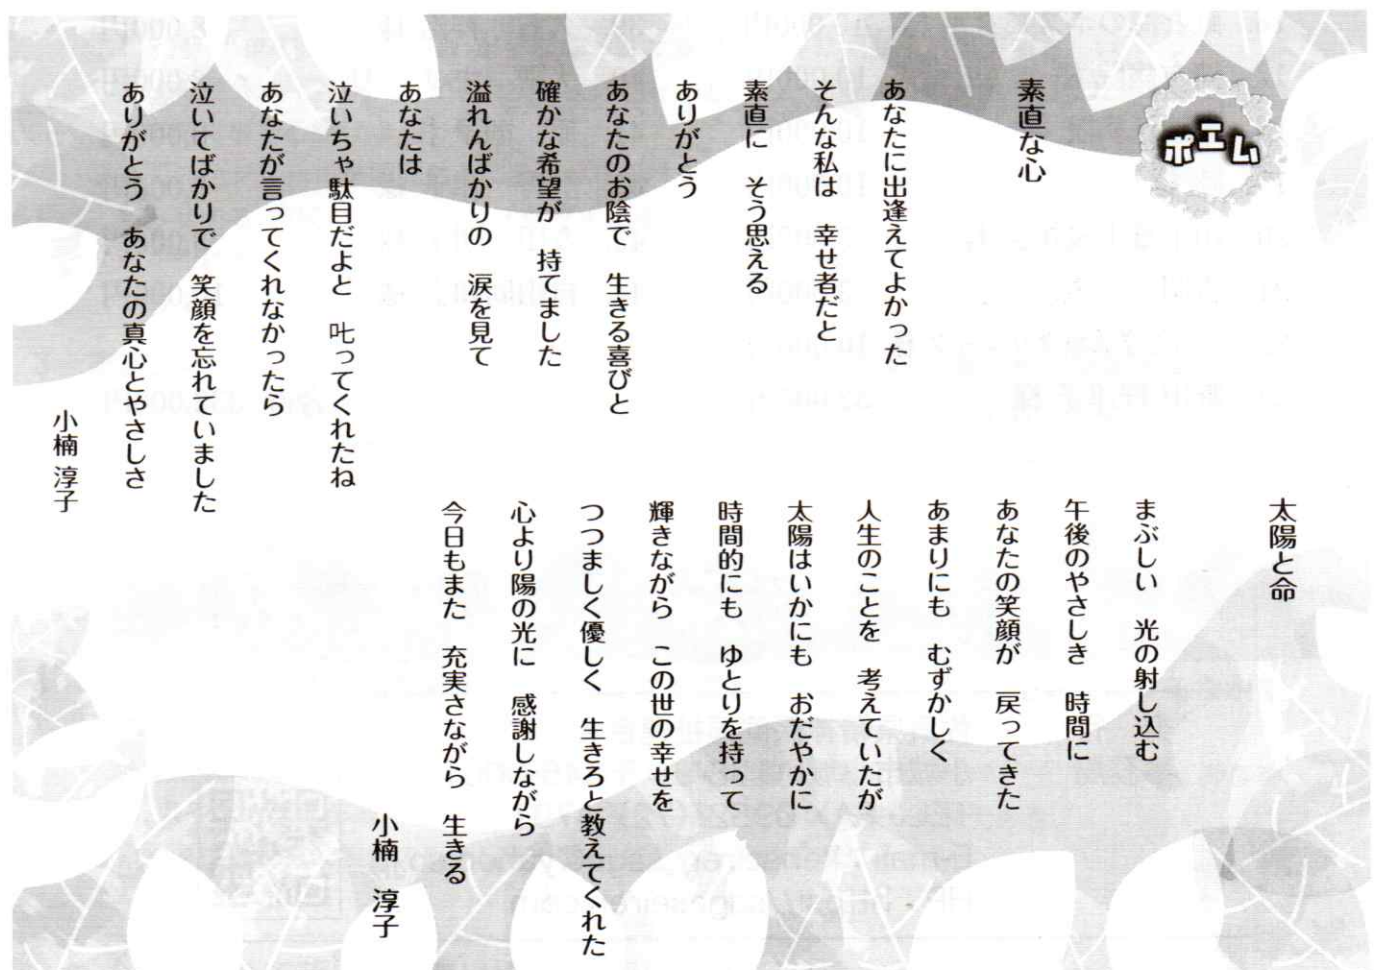 ポエム
素直な心
あなたに出逢えてよかった
そんな私は　幸せ者だと
素直に　そう思える
ありがとう
あなたのお陰で　生きる喜びと
確かな希望が　持てました
溢れんばかりの　涙を見て
あなたは
泣いちゃ駄目だよと　叱ってくれたね
あなたが言ってくれなかったら
泣いてばかりで　笑顔を忘れていました
ありがとう　あなたの真心とやさしさ
小楠 淳子
太陽と命
まぶしい　光の射し込む
午後のやさしき　時間に
あなたの笑顔が　戻ってきた
あまりにも　むずかしく
人生のことを　考えていたが
太陽はいかにも　おだやかに
時間的にも　ゆとりを持って
輝きながら　この世の幸せを
つつましく優しく　生きろと教えてくれた
心より陽の光に　感謝しながら
今日もまた　充実さながら　生きる
小楠　淳子